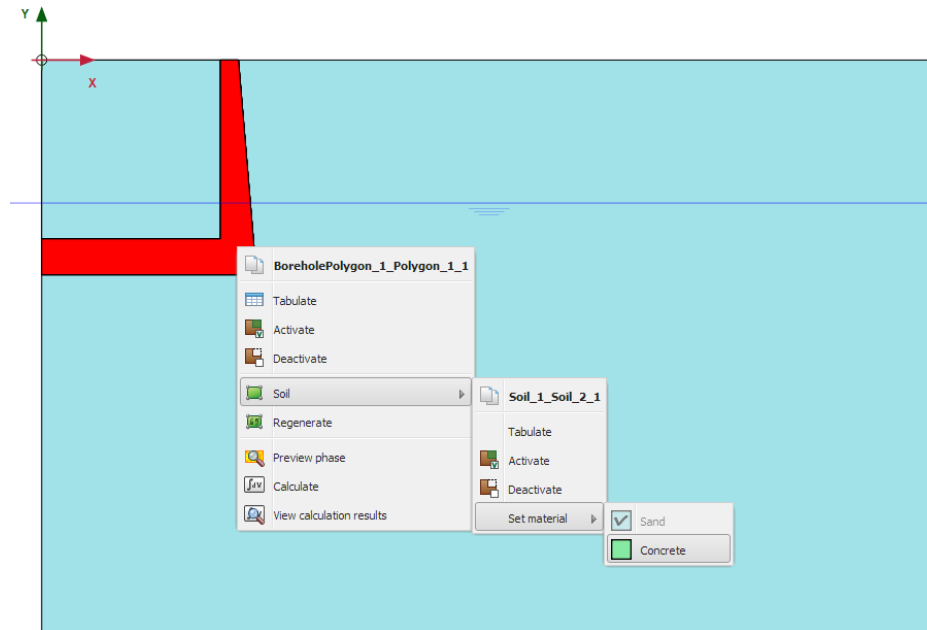 Y
X
BoreholePolygon_1_Polygon_1_1
Tabulate
Activate
Deactivate
Soil
Regenerate
Preview phase
Calculate
View calculation results
Soil_1_Soil_2_1
Tabulate
Activate
Deactivate
Set material
Sand
Concrete